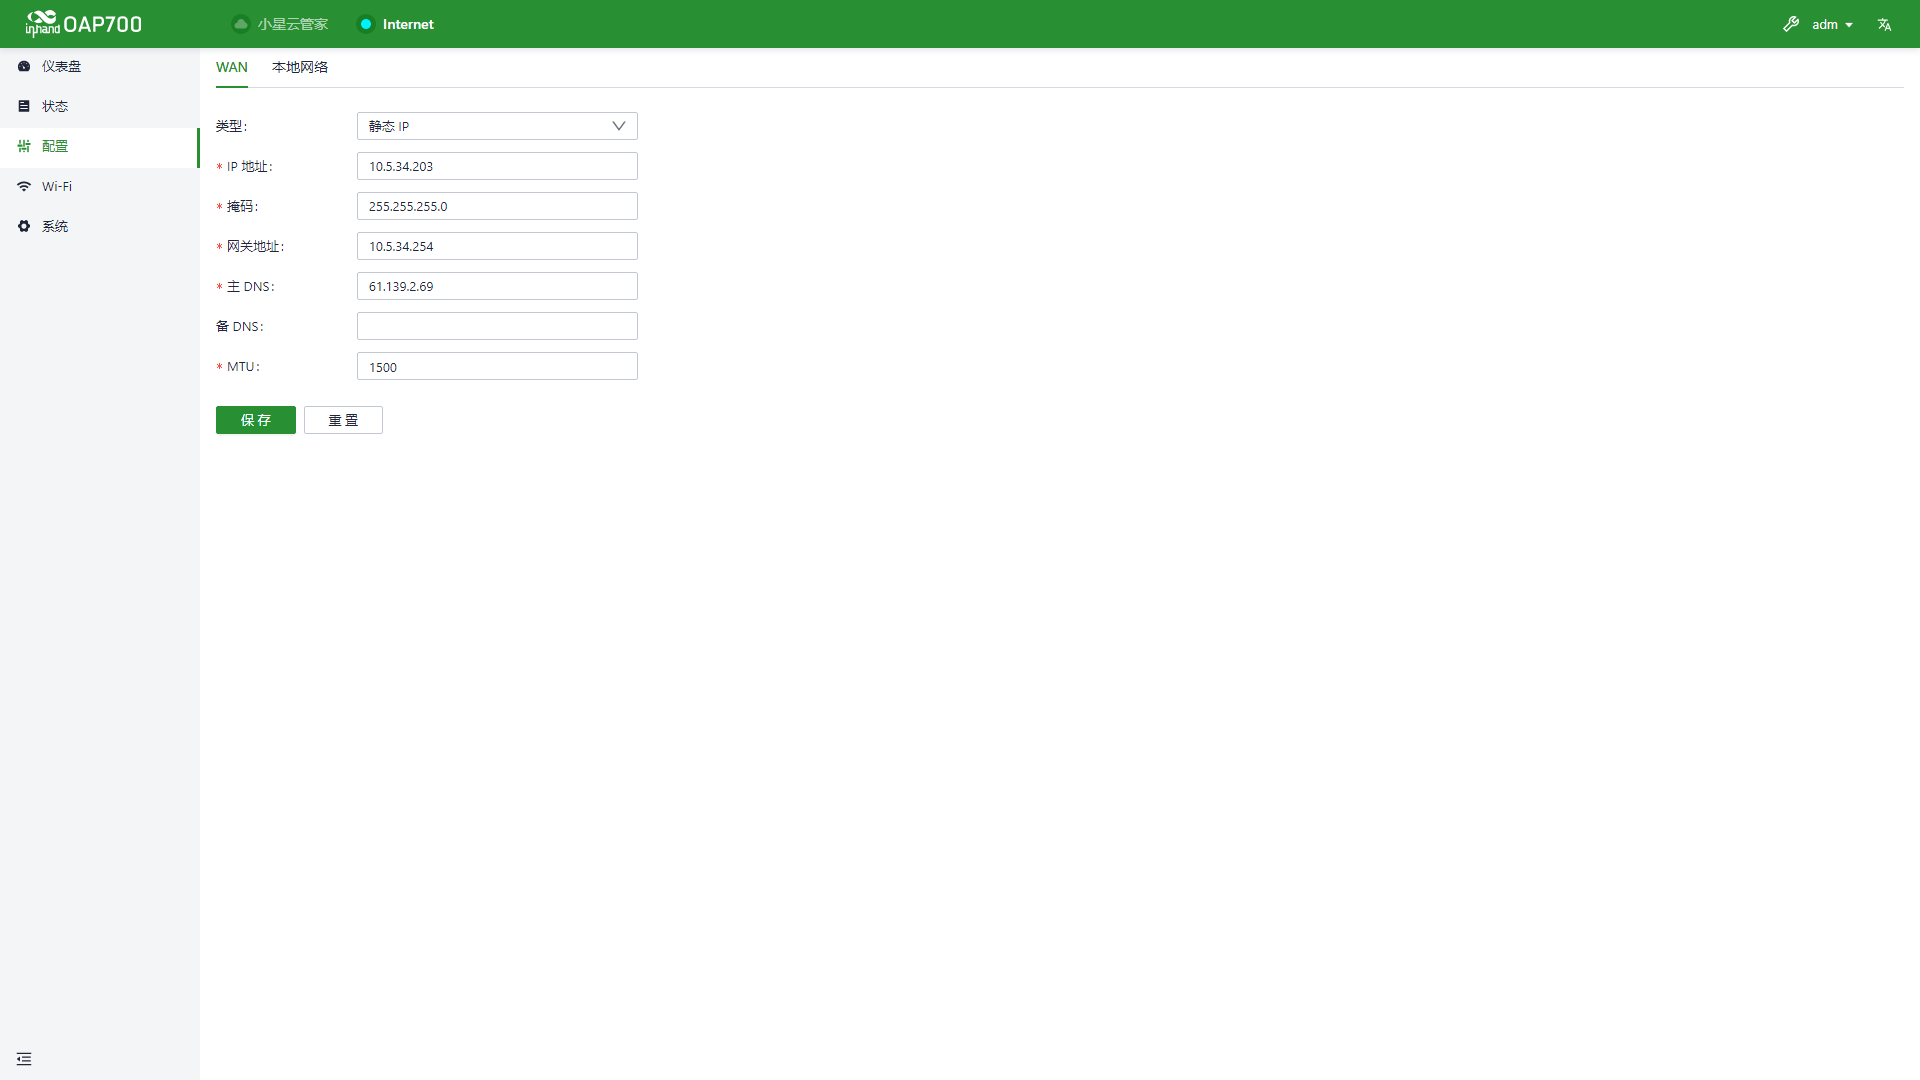 inhand OAP700
小星云管家
Internet
adm
仪表盘
状态
配置
Wi-Fi
系统
WAN
本地网络
类型：
静态 IP
* IP 地址：
10.5.34.203
* 掩码：
255.255.255.0
* 网关地址：
10.5.34.254
* 主 DNS：
61.139.2.69
备 DNS：
* MTU：
1500
保 存
重 置